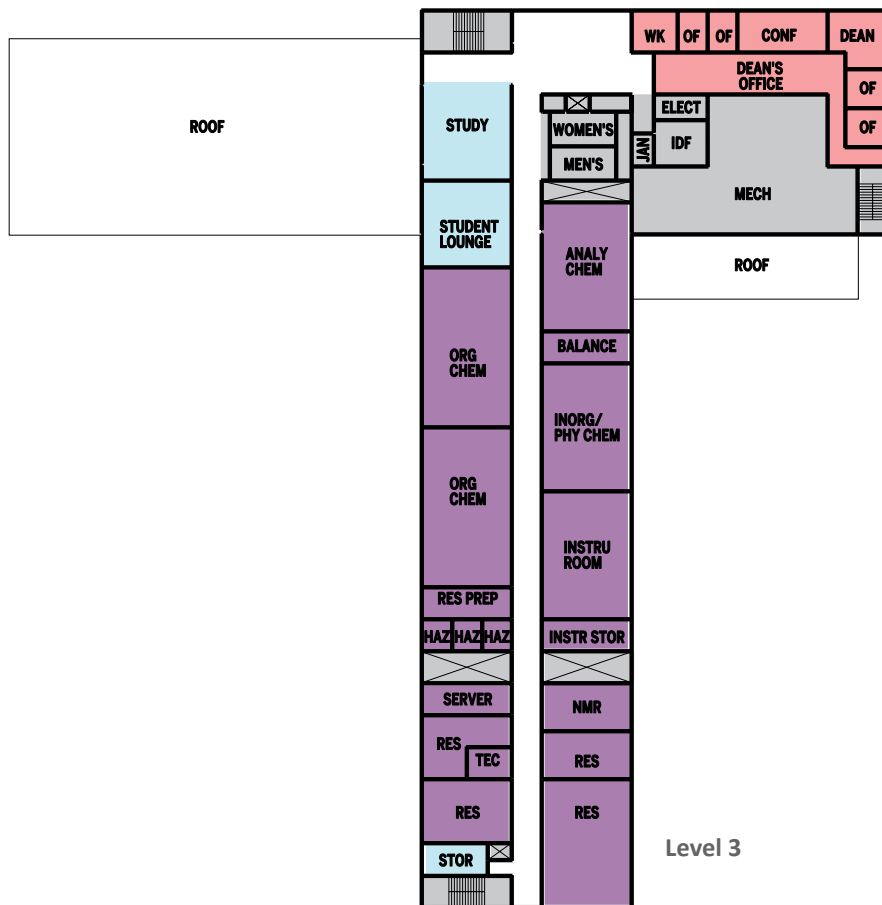 WK
OF
OF
CONF
DEAN
DEAN'S
OFFICE
OF
OF
ELECT
IDF
JAN
MECH
ROOF
ROOF
STUDY
WOMEN'S
MEN'S
STUDENT
LOUNGE
ANALY
CHEM
BALANCE
ORG
CHEM
INORG/
PHY CHEM
ORG
CHEM
INSTRU
ROOM
RES PREP
HAZ
HAZ
HAZ
INSTR STOR
SERVER
NMR
RES
TEC
RES
RES
RES
STOR
Level 3